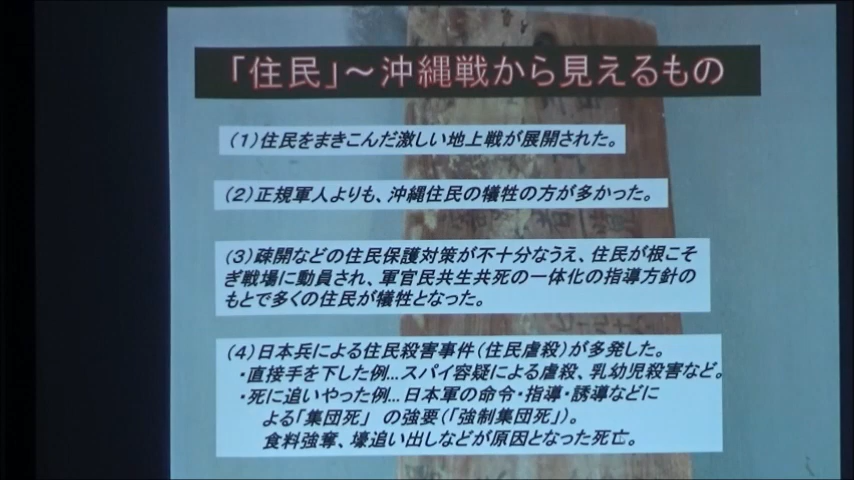 「住民」～沖縄戦から見えるもの
（1）住民をまきこんだ激しい地上戦が展開された。
（2）正規軍人よりも、沖縄住民の犠牲の方が多かった。
（3）疎開などの住民保護対策が不十分なうえ、住民が根こそ
ぎ戦場に動員され、軍官民共生共死の一体化の指導方針の
もとで多くの住民が犠牲となった。
（4）日本兵による住民殺害事件（住民虐殺）が多発した。
・直接手を下した例...スパイ容疑による虐殺、乳幼児殺害など。
・死に追いやった例...日本軍の命令・指導・誘導などに
よる「集団死」 の強要（「強制集団死」）。
食料強奪、壕追い出しなどが原因となった死亡。